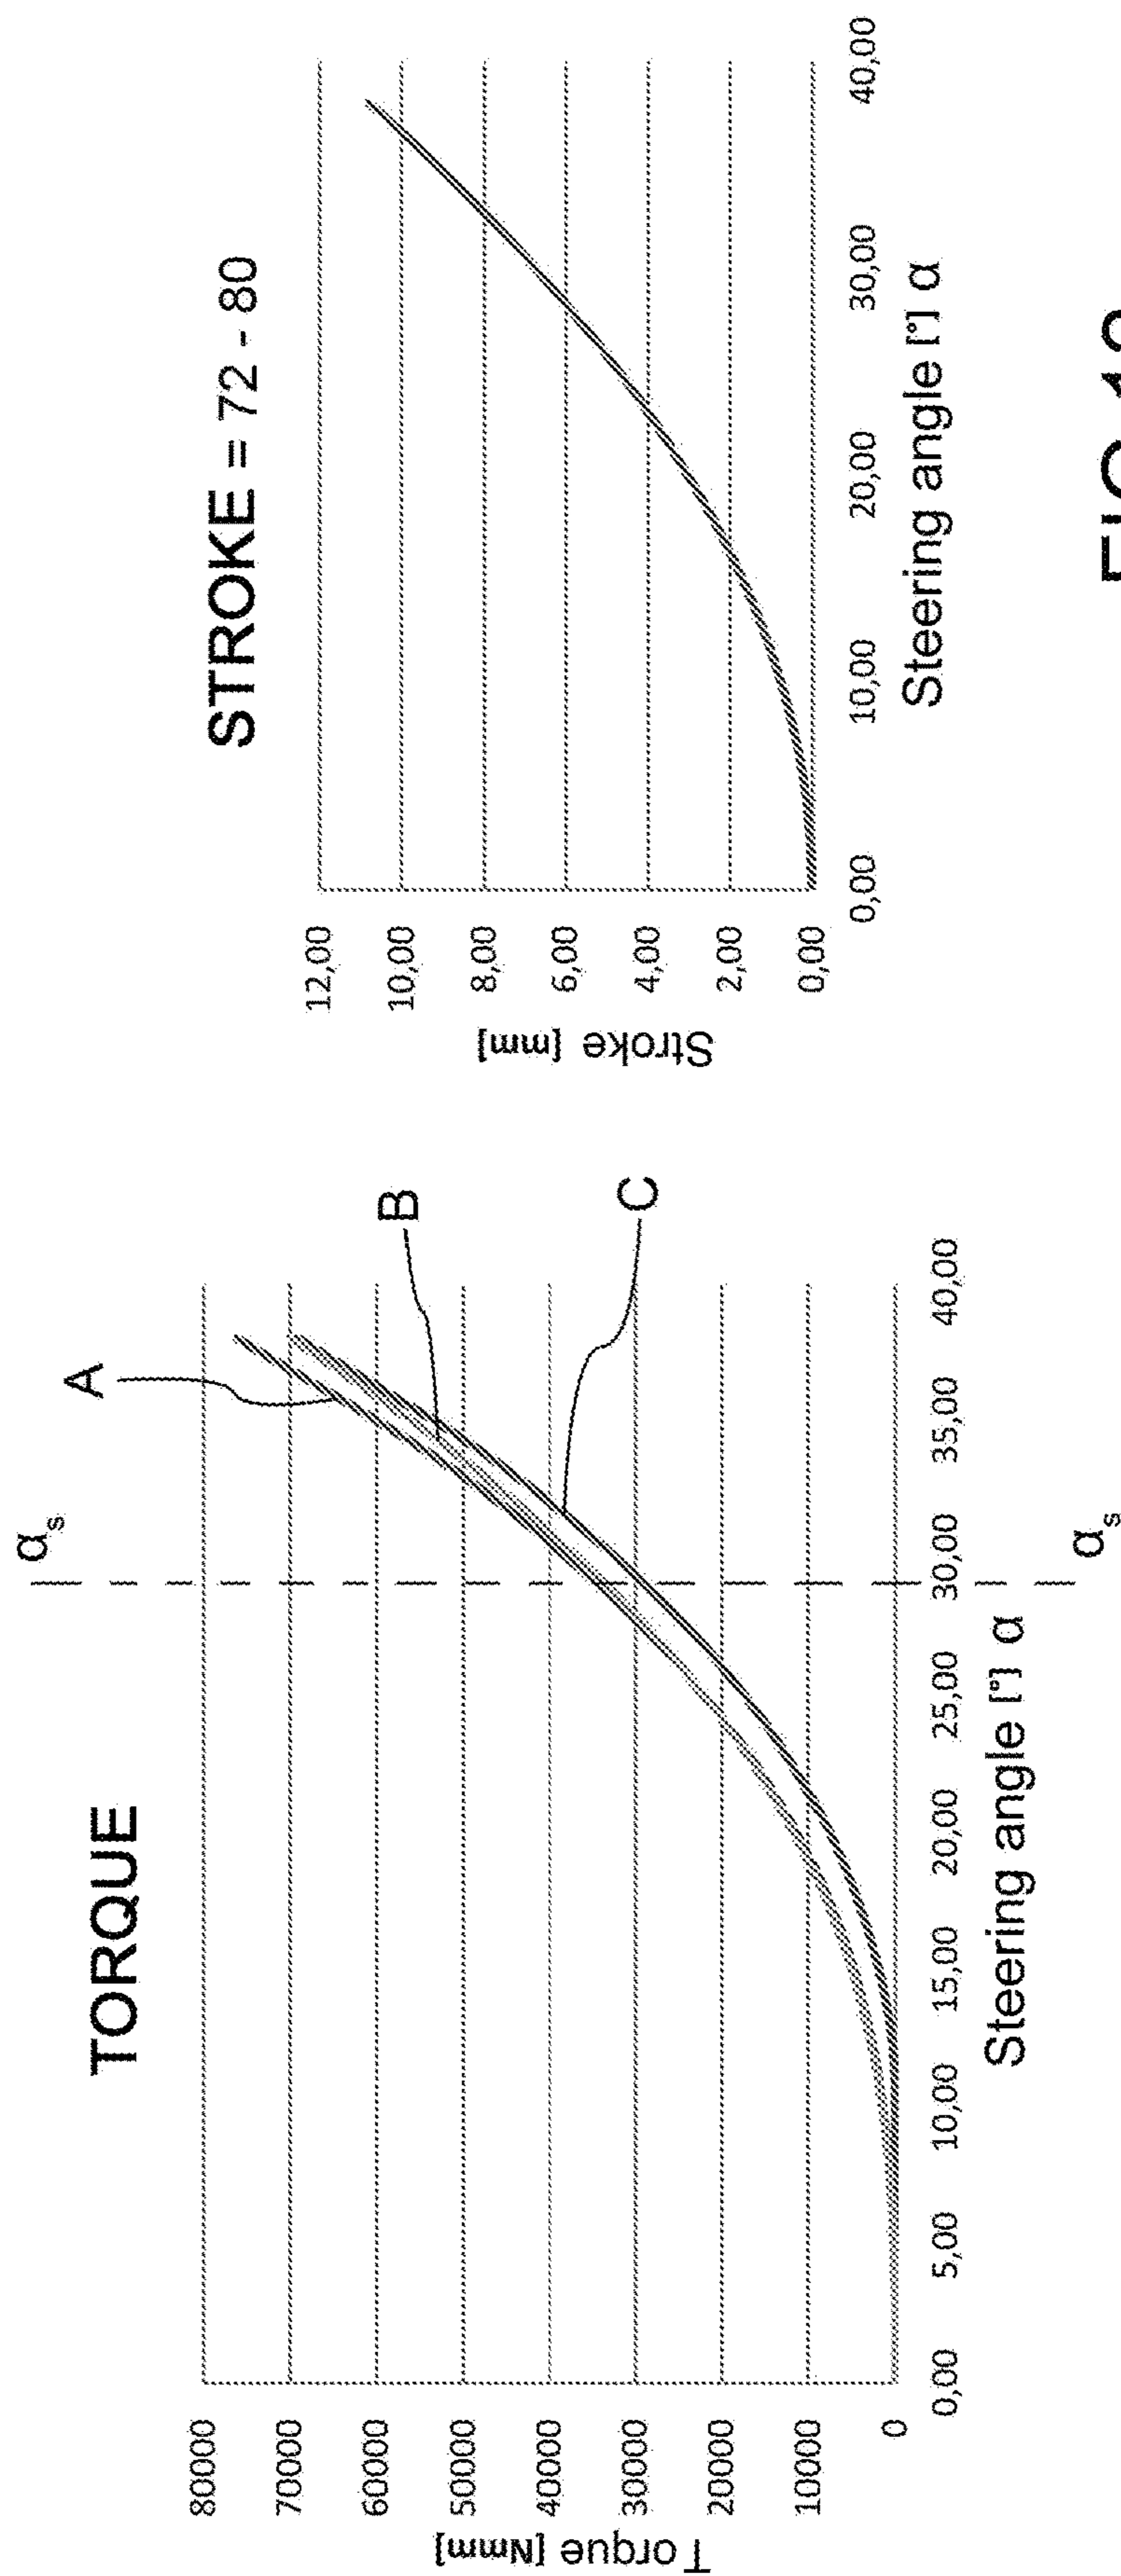 TORQUE
Torque [Nmm]
80000
70000
60000
50000
40000
30000
20000
10000
0
0,00 5,00 10,00 15,00 20,00 25,00 30,00 35,00 40,00
Steering angle [°] α
αs
αs
A
B
C
STROKE = 72 - 80
Stroke [mm]
12,00
10,00
8,00
6,00
4,00
2,00
0,00
0,00 10,00 20,00 30,00 40,00
Steering angle [°] α